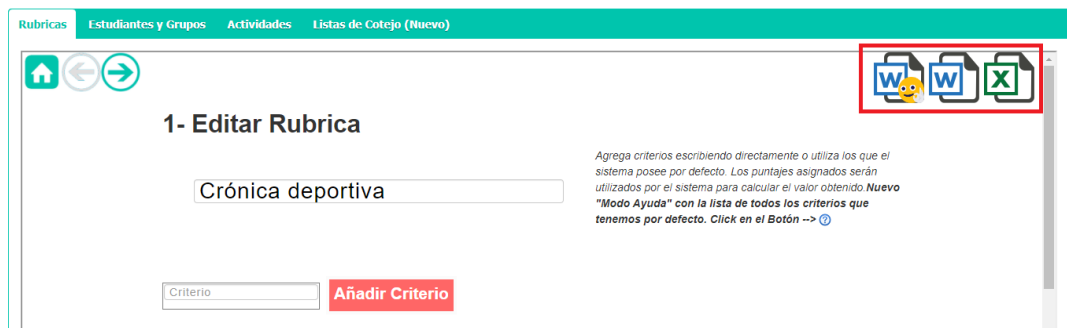 Rubricas Estudiantes y Grupos Actividades Listas de Cotejo (Nuevo)
W W X
1- Editar Rubrica
Crónica deportiva
Agrega criterios escribiendo directamente o utiliza los que el
sistema posee por defecto. Los puntajes asignados serán
utilizados por el sistema para calcular el valor obtenido.Nuevo
"Modo Ayuda" con la lista de todos los criterios que
tenemos por defecto. Click en el Botón --> ?
Criterio Añadir Criterio